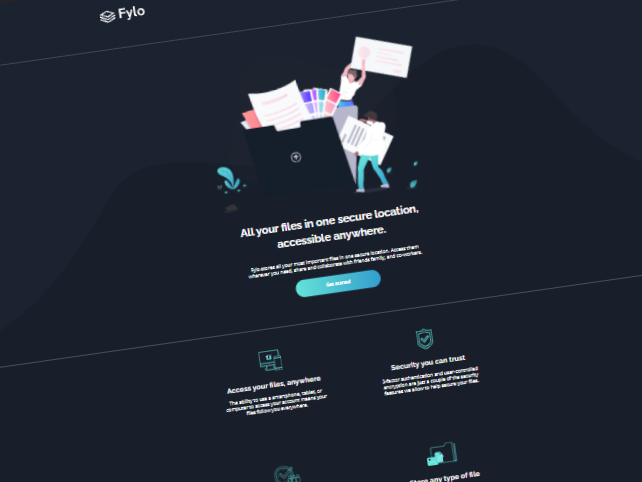 Fylo
All your files in one secure location,
accessible anywhere.
Fylo stores all your most important files in one secure location. Access them
wherever you need, share and collaborate with friends family, and co-workers.
Get started
Access your files, anywhere
The ability to use a smartphone, tablet, or
computer to access your account means your
files follow you everywhere.
Security you can trust
2-factor authentication and user-controlled
encryption are just a couple of the security
features we allow to help secure your files.
Store any type of file